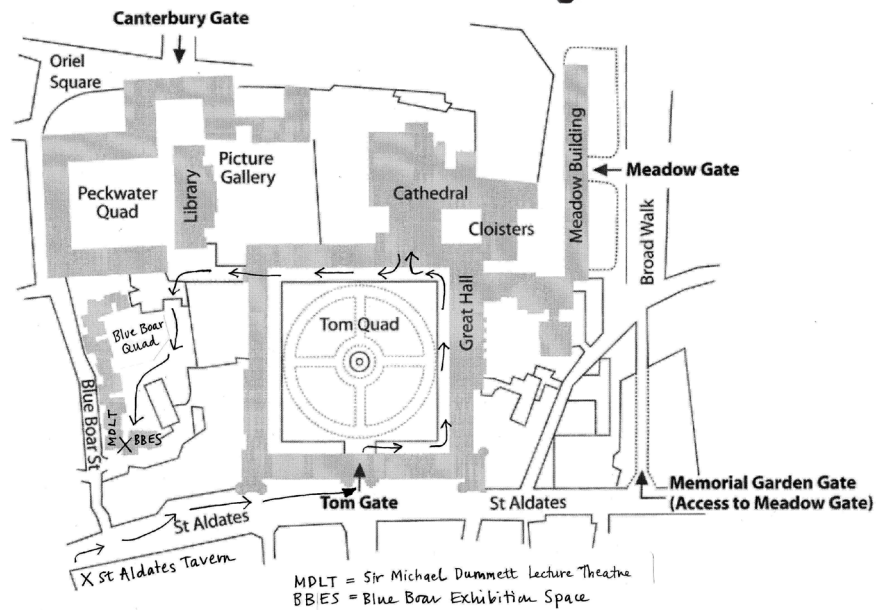 Canterbury Gate
Oriel
Square
Peckwater
Quad
Library
Picture
Gallery
Cathedral
Cloisters
Meadow Building
Meadow Gate
Broad Walk
Great Hall
Tom Quad
Blue Boar
Quad
Blue Boar St
MDLT
X BBES
Tom Gate
St Aldates
St Aldates
Memorial Garden Gate
(Access to Meadow Gate)
X St Aldates Tavern
MDLT = Sir Michael Dummett Lecture Theatre
BBES = Blue Boar Exhibition Space